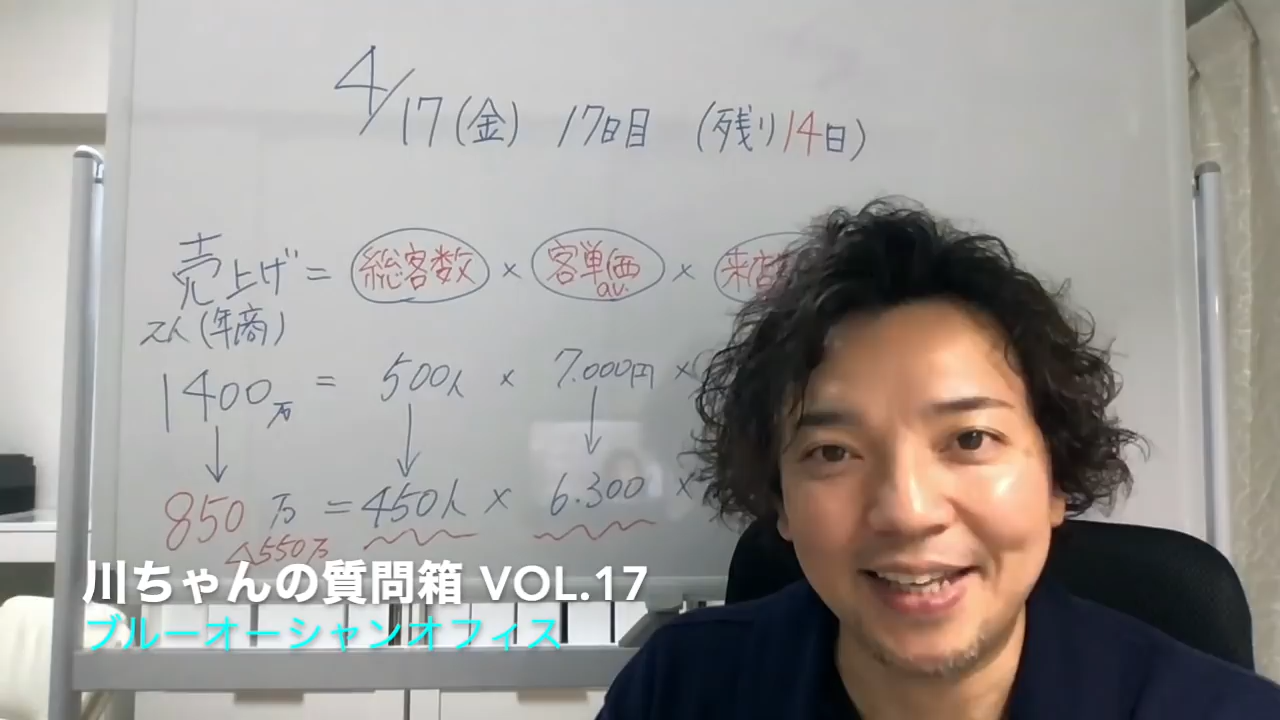 4/17(金) 17日目 (残り14日)
売上げ = 総客数 × 客単価 × 来店
av.
(年商)
1400万 = 500人 × 7.000円 ×
850万 = 450人 × 6.300 ×
△550万
川ちゃんの質問箱 VOL.17
ブルーオーシャンオフィス